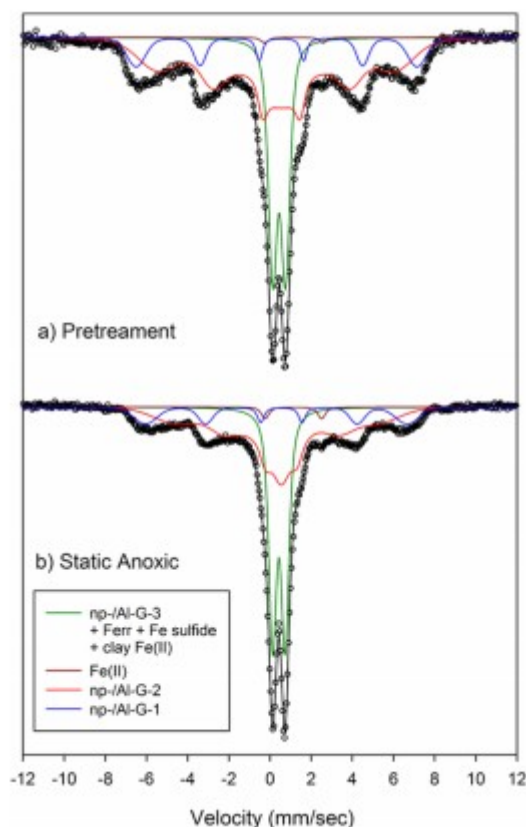 a) Pretreament
b) Static Anoxic
np-/Al-G-3
+ Ferr + Fe sulfide
+ clay Fe(II)
Fe(II)
np-/Al-G-2
np-/Al-G-1
-12 -10 -8 -6 -4 -2 0 2 4 6 8 10 12
Velocity (mm/sec)